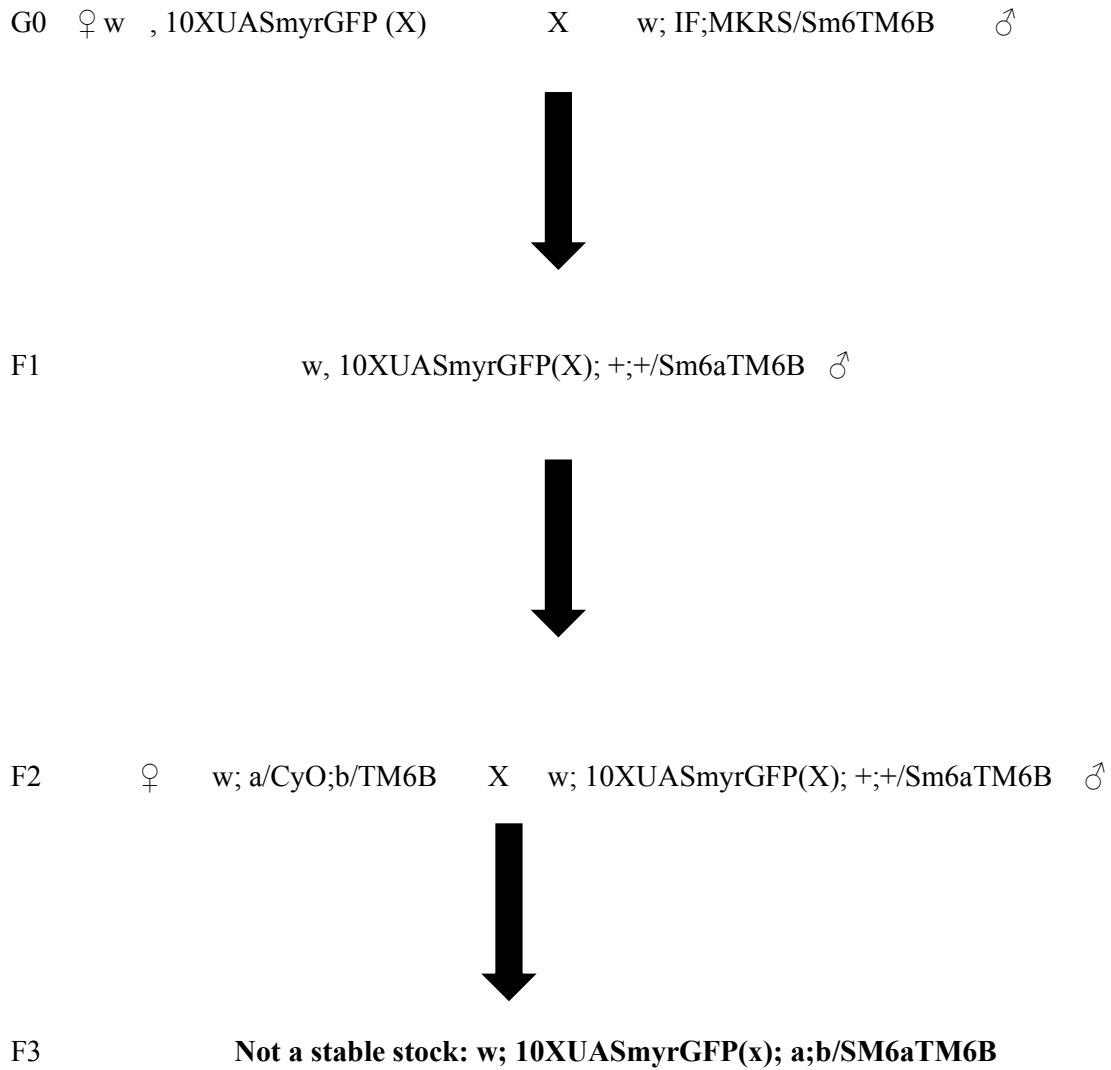 G0 ♀ w , 10XUASmyrGFP (X) X w; IF;MKRS/Sm6TM6B ♂
F1 w, 10XUASmyrGFP(X); +;+/Sm6aTM6B ♂
F2 ♀ w; a/CyO;b/TM6B X w; 10XUASmyrGFP(X); +;+/Sm6aTM6B ♂
F3 Not a stable stock: w; 10XUASmyrGFP(x); a;b/SM6aTM6B